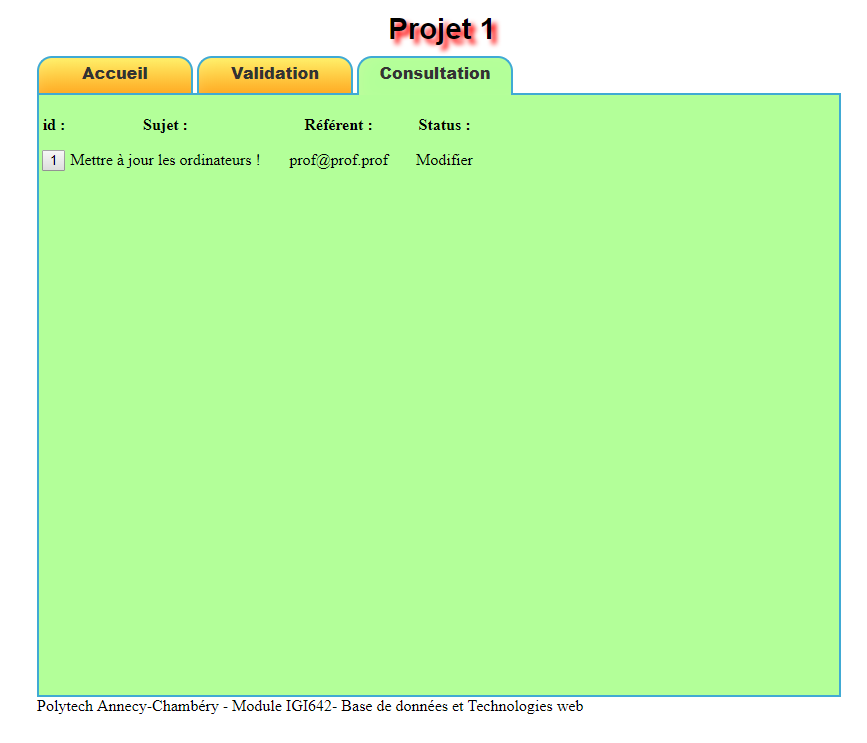 Projet 1
Accueil Validation Consultation
id : Sujet : Référent : Status :
1 Mettre à jour les ordinateurs ! prof@prof.prof Modifier
Polytech Annecy-Chambéry - Module IGI642- Base de données et Technologies web